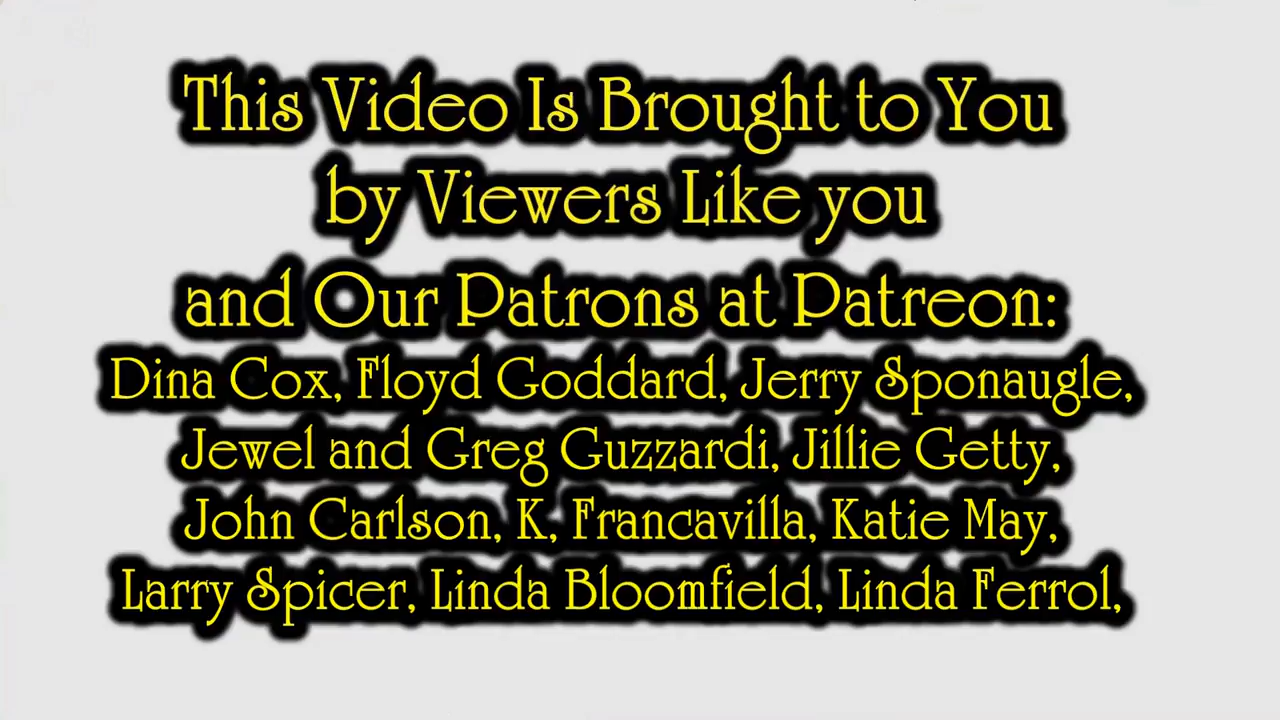 This Video Is Brought to You
by Viewers Like you
and Our Patrons at Patreon:
Dina Cox, Floyd Goddard, Jerry Sponaugle,
Jewel and Greg Guzzardi, Jillie Getty,
John Carlson, K, Francavilla, Katie May,
Larry Spicer, Linda Bloomfield, Linda Ferrol,